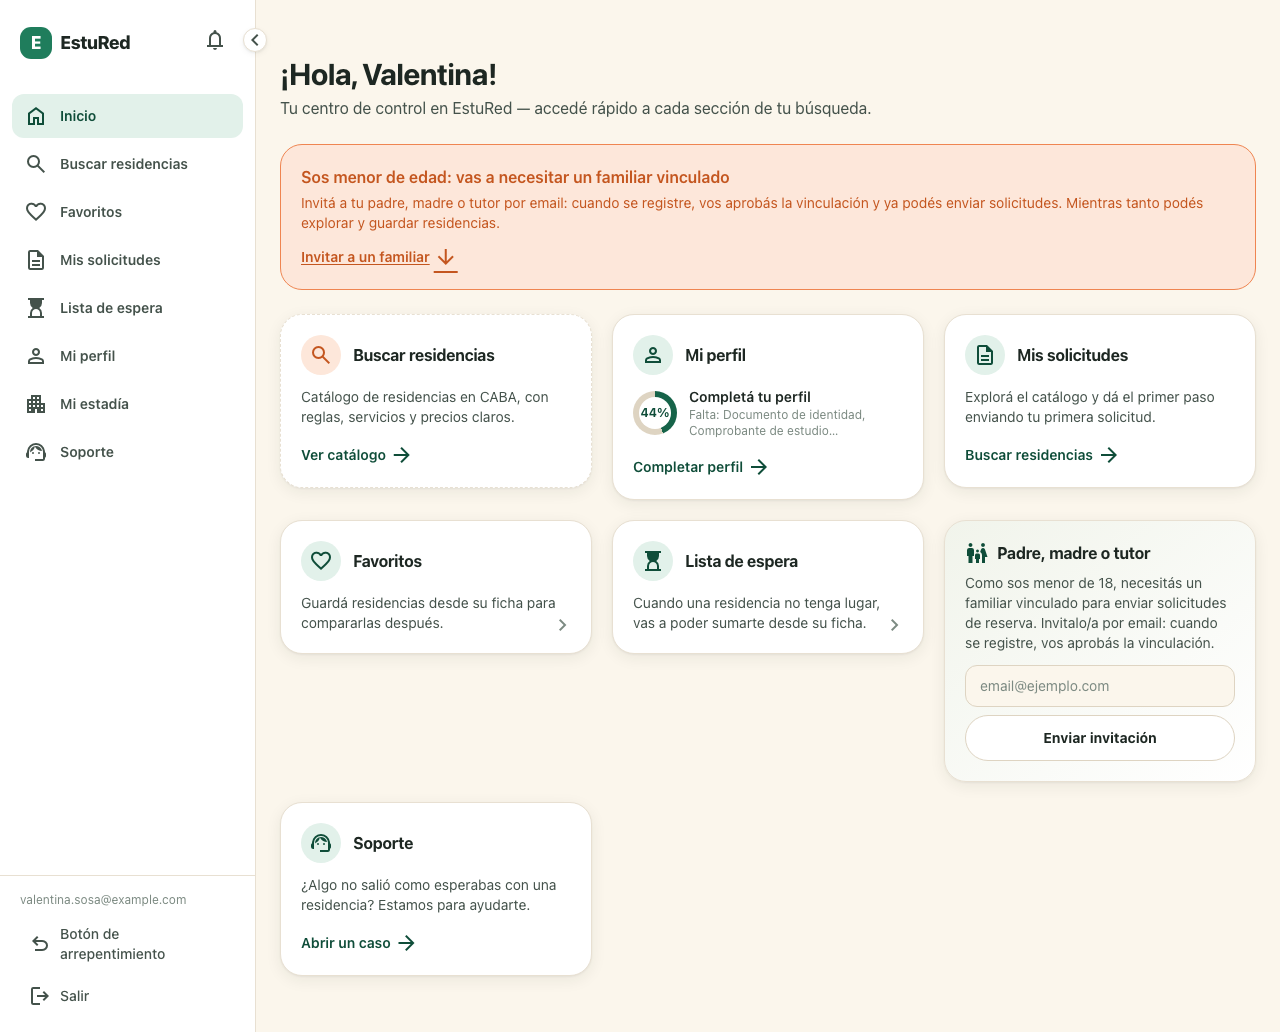 E EstuRed
Inicio
Buscar residencias
Favoritos
Mis solicitudes
Lista de espera
Mi perfil
Mi estadía
Soporte
valentina.sosa@example.com
Botón de
arrepentimiento
Salir
¡Hola, Valentina!
Tu centro de control en EstuRed — accedé rápido a cada sección de tu búsqueda.
Sos menor de edad: vas a necesitar un familiar vinculado
Invitá a tu padre, madre o tutor por email: cuando se registre, vos aprobás la vinculación y ya podés enviar solicitudes. Mientras tanto podés
explorar y guardar residencias.
Invitar a un familiar
Buscar residencias
Catálogo de residencias en CABA, con
reglas, servicios y precios claros.
Ver catálogo
Mi perfil
44%
Completá tu perfil
Falta: Documento de identidad,
Comprobante de estudio...
Completar perfil
Mis solicitudes
Explorá el catálogo y dá el primer paso
enviando tu primera solicitud.
Buscar residencias
Favoritos
Guardá residencias desde su ficha para
compararlas después.
Lista de espera
Cuando una residencia no tenga lugar,
vas a poder sumarte desde su ficha.
Padre, madre o tutor
Como sos menor de 18, necesitás un
familiar vinculado para enviar solicitudes
de reserva. Invitalo/a por email: cuando
se registre, vos aprobás la vinculación.
email@ejemplo.com
Enviar invitación
Soporte
¿Algo no salió como esperabas con una
residencia? Estamos para ayudarte.
Abrir un caso